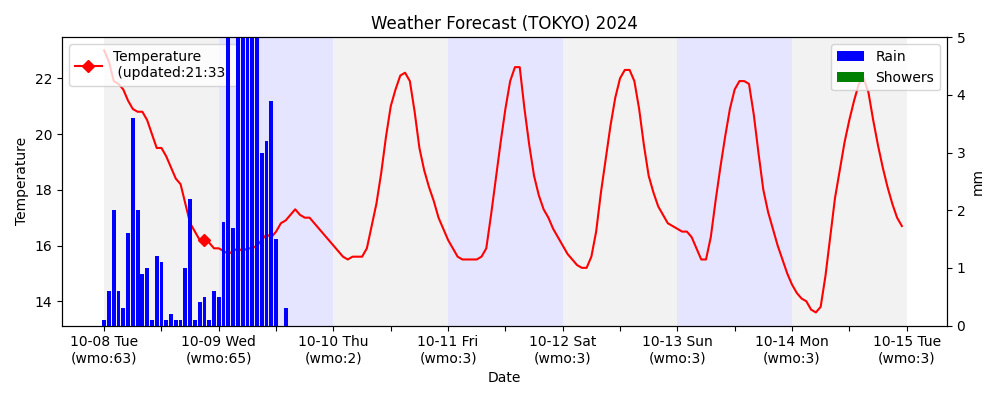 Weather Forecast (TOKYO) 2024
Temperature
(updated:21:33
Rain
Showers
22
20
18
16
14
Temperature
5
4
3
2
1
0
mm
10-08 Tue
(wmo:63)
10-09 Wed
(wmo:65)
10-10 Thu
(wmo:2)
10-11 Fri
(wmo:3)
10-12 Sat
(wmo:3)
10-13 Sun
(wmo:3)
10-14 Mon
(wmo:3)
10-15 Tue
(wmo:3)
Date